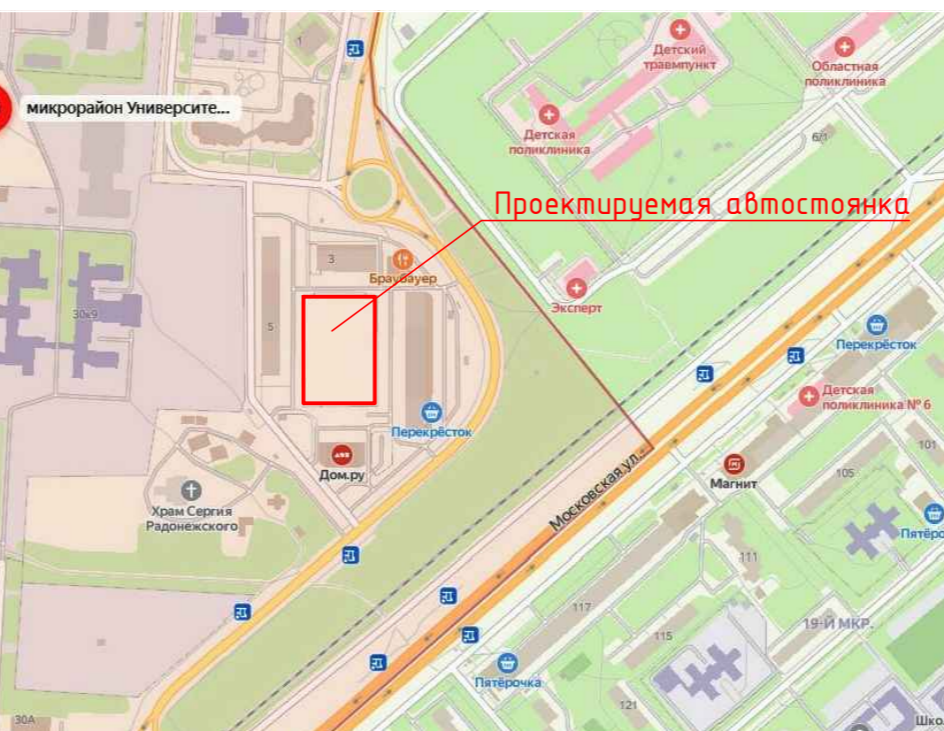 Детский
травмпункт
Областная
поликлиника
микрорайон Университе...
Детская
поликлиника
6/1
Проектируемая автостоянка
3
Браубауер
Эксперт
30к9
5
Перекрёсток
Детская
поликлиника № 6
Перекрёсток
Дом.ру
101
Московская ул.
Магнит
105
Храм Сергия
Радонежского
Пятёро
111
117
115
19-Й МКР.
Пятёрочка
121
30А
Шко